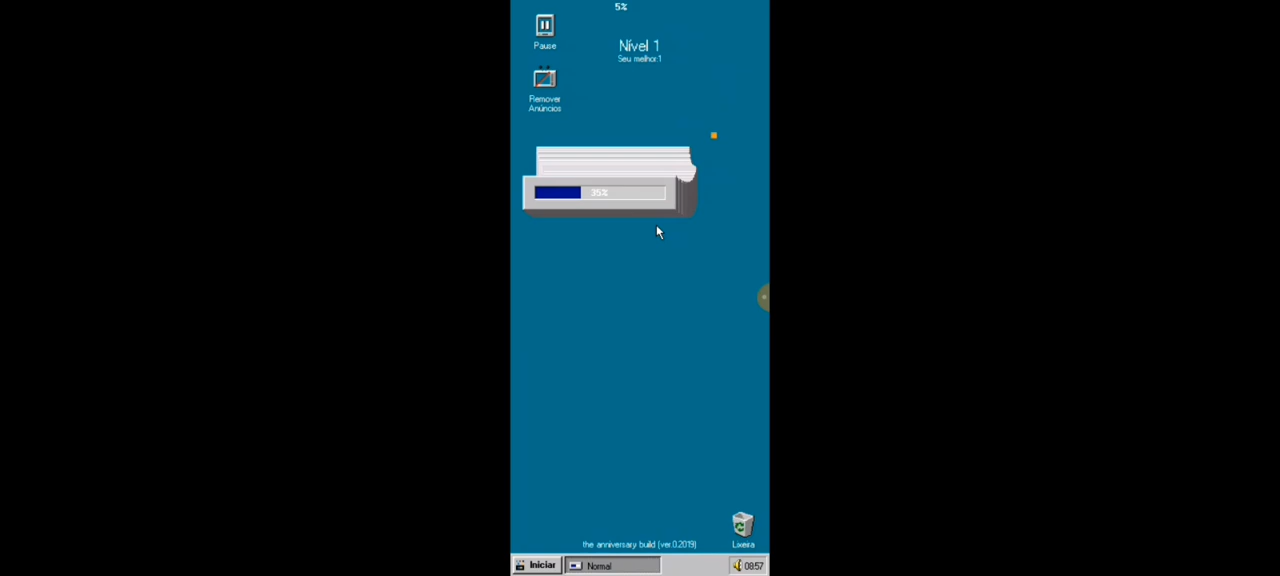 5%
Pause
Nível 1
Seu melhor:1
Remover
Anúncios
35%
the anniversary build (ver.0.2019)
Lixeira
Iniciar
Normal
08:57